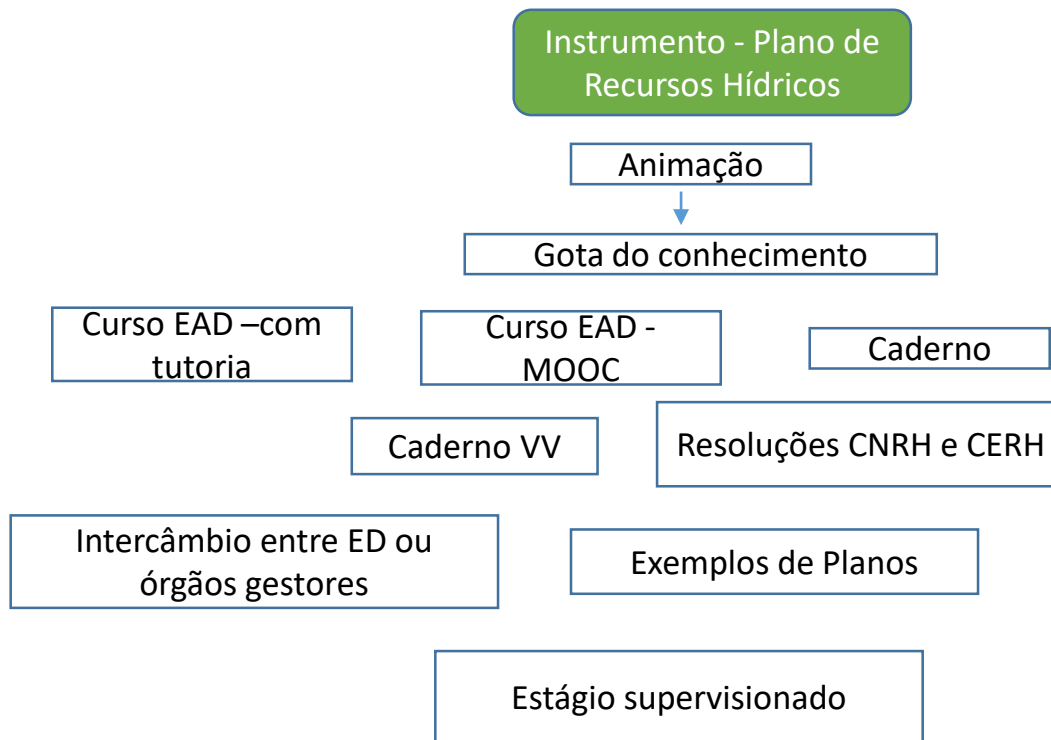 Instrumento - Plano de
Recursos Hídricos
Animação
Gota do conhecimento
Curso EAD –com
tutoria
Curso EAD -
MOOC
Caderno
Caderno VV
Resoluções CNRH e CERH
Intercâmbio entre ED ou
órgãos gestores
Exemplos de Planos
Estágio supervisionado